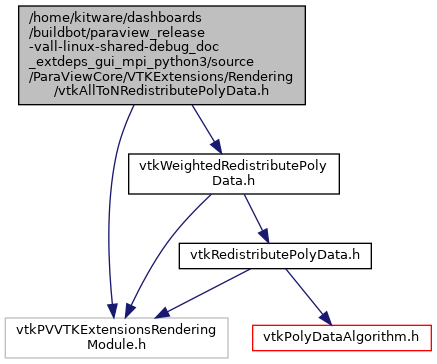 /home/kitware/dashboards
/buildbot/paraview_release
-vall-linux-shared-debug_doc
_extdeps_gui_mpi_python3/source
/ParaViewCore/VTKExtensions/Rendering
/vtkAllToNRedistributePolyData.h
vtkWeightedRedistributePoly
Data.h
vtkRedistributePolyData.h
vtkPVVTKExtensionsRendering
Module.h
vtkPolyDataAlgorithm.h